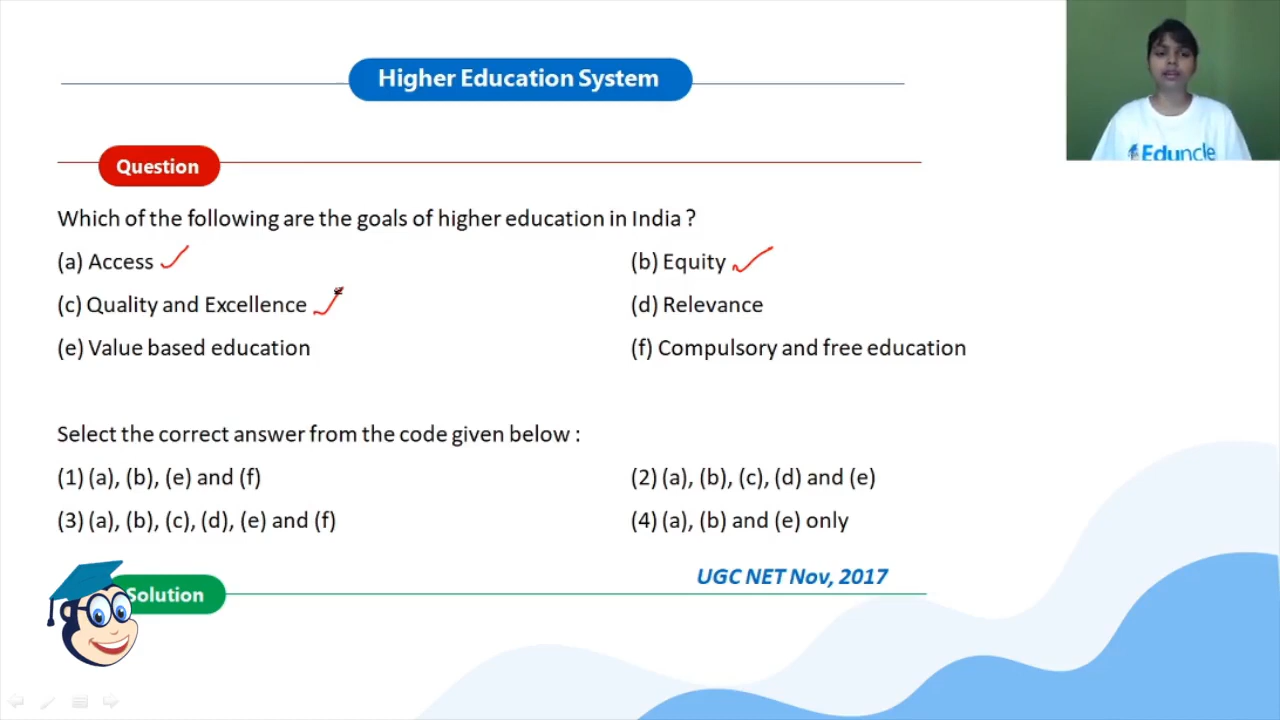 Higher Education System
Eduncle
Question
Which of the following are the goals of higher education in India ?
(a) Access
(b) Equity
(c) Quality and Excellence
(d) Relevance
(e) Value based education
(f) Compulsory and free education
Select the correct answer from the code given below :
(1) (a), (b), (e) and (f)
(2) (a), (b), (c), (d) and (e)
(3) (a), (b), (c), (d), (e) and (f)
(4) (a), (b) and (e) only
UGC NET Nov, 2017
Solution